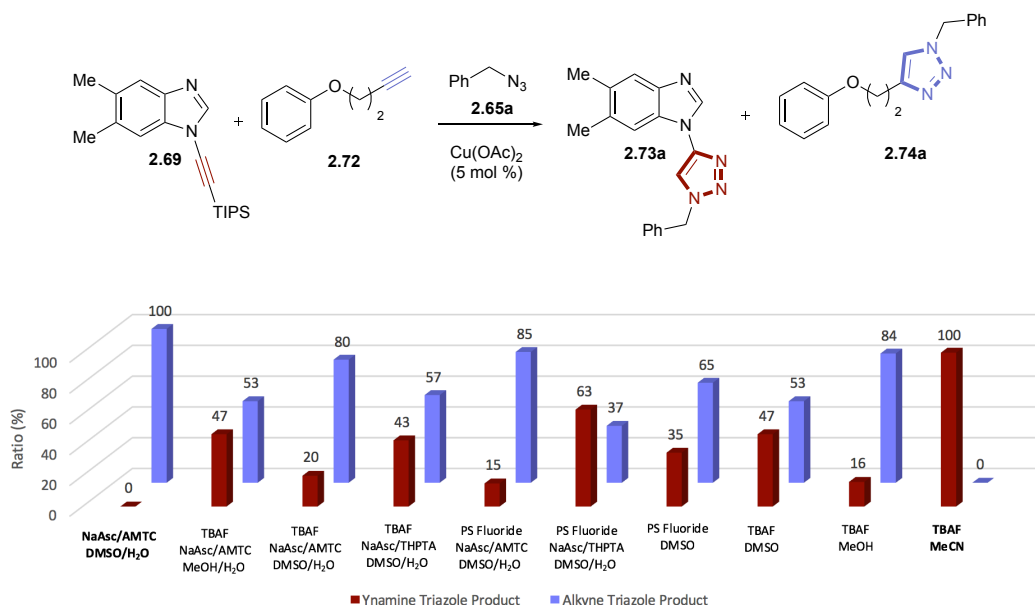 Ph
N
N
N
Ph
N3
2.65a
Me
Me
N
N
2.69
TIPS
+
O
2
2.72
Cu(OAc)2
(5 mol %)
Me
Me
N
N
2.73a
N
N
N
Ph
+
O
2
2.74a
Ratio (%)
100
80
60
40
20
0
0
100
47
53
20
80
43
57
15
85
63
37
35
65
47
53
16
84
100
0
NaAsc/AMTC
DMSO/H2O
TBAF
NaAsc/AMTC
MeOH/H2O
TBAF
NaAsc/AMTC
DMSO/H2O
TBAF
NaAsc/THPTA
DMSO/H2O
PS Fluoride
NaAsc/AMTC
DMSO/H2O
PS Fluoride
NaAsc/THPTA
DMSO/H2O
PS Fluoride
DMSO
TBAF
DMSO
TBAF
MeOH
TBAF
MeCN
Ynamine Triazole Product
Alkyne Triazole Product